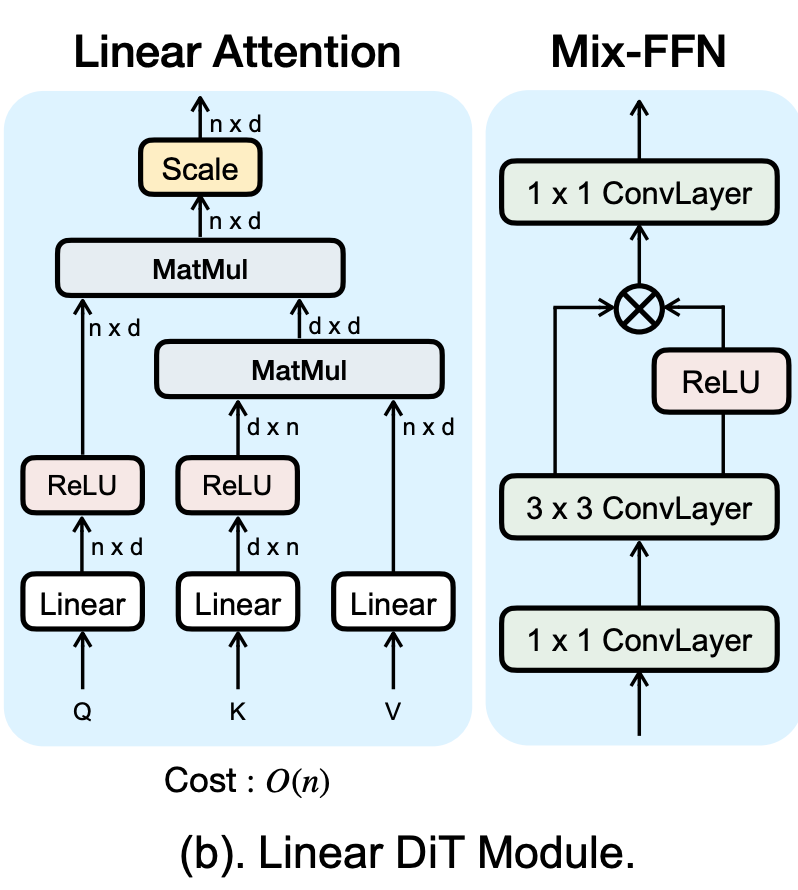 Linear Attention
n x d
Scale
n x d
MatMul
n x d
d x d
MatMul
d x n
n x d
ReLU
ReLU
n x d
d x n
Linear
Linear
Linear
Q
K
V
Cost : O(n)
Mix-FFN
1 x 1 ConvLayer
ReLU
3 x 3 ConvLayer
1 x 1 ConvLayer
(b). Linear DiT Module.